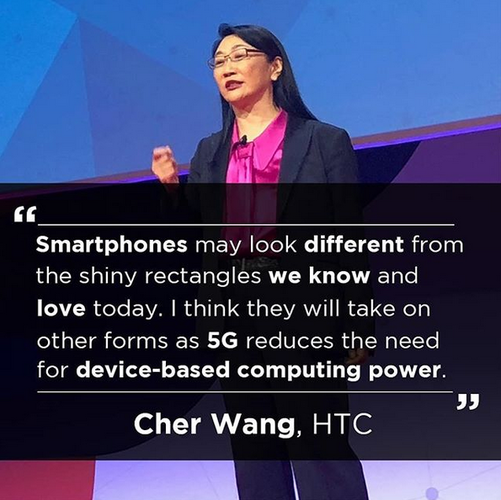 “
Smartphones may look different from
the shiny rectangles we know and
love today. I think they will take on
other forms as 5G reduces the need
for device-based computing power.
”
Cher Wang, HTC